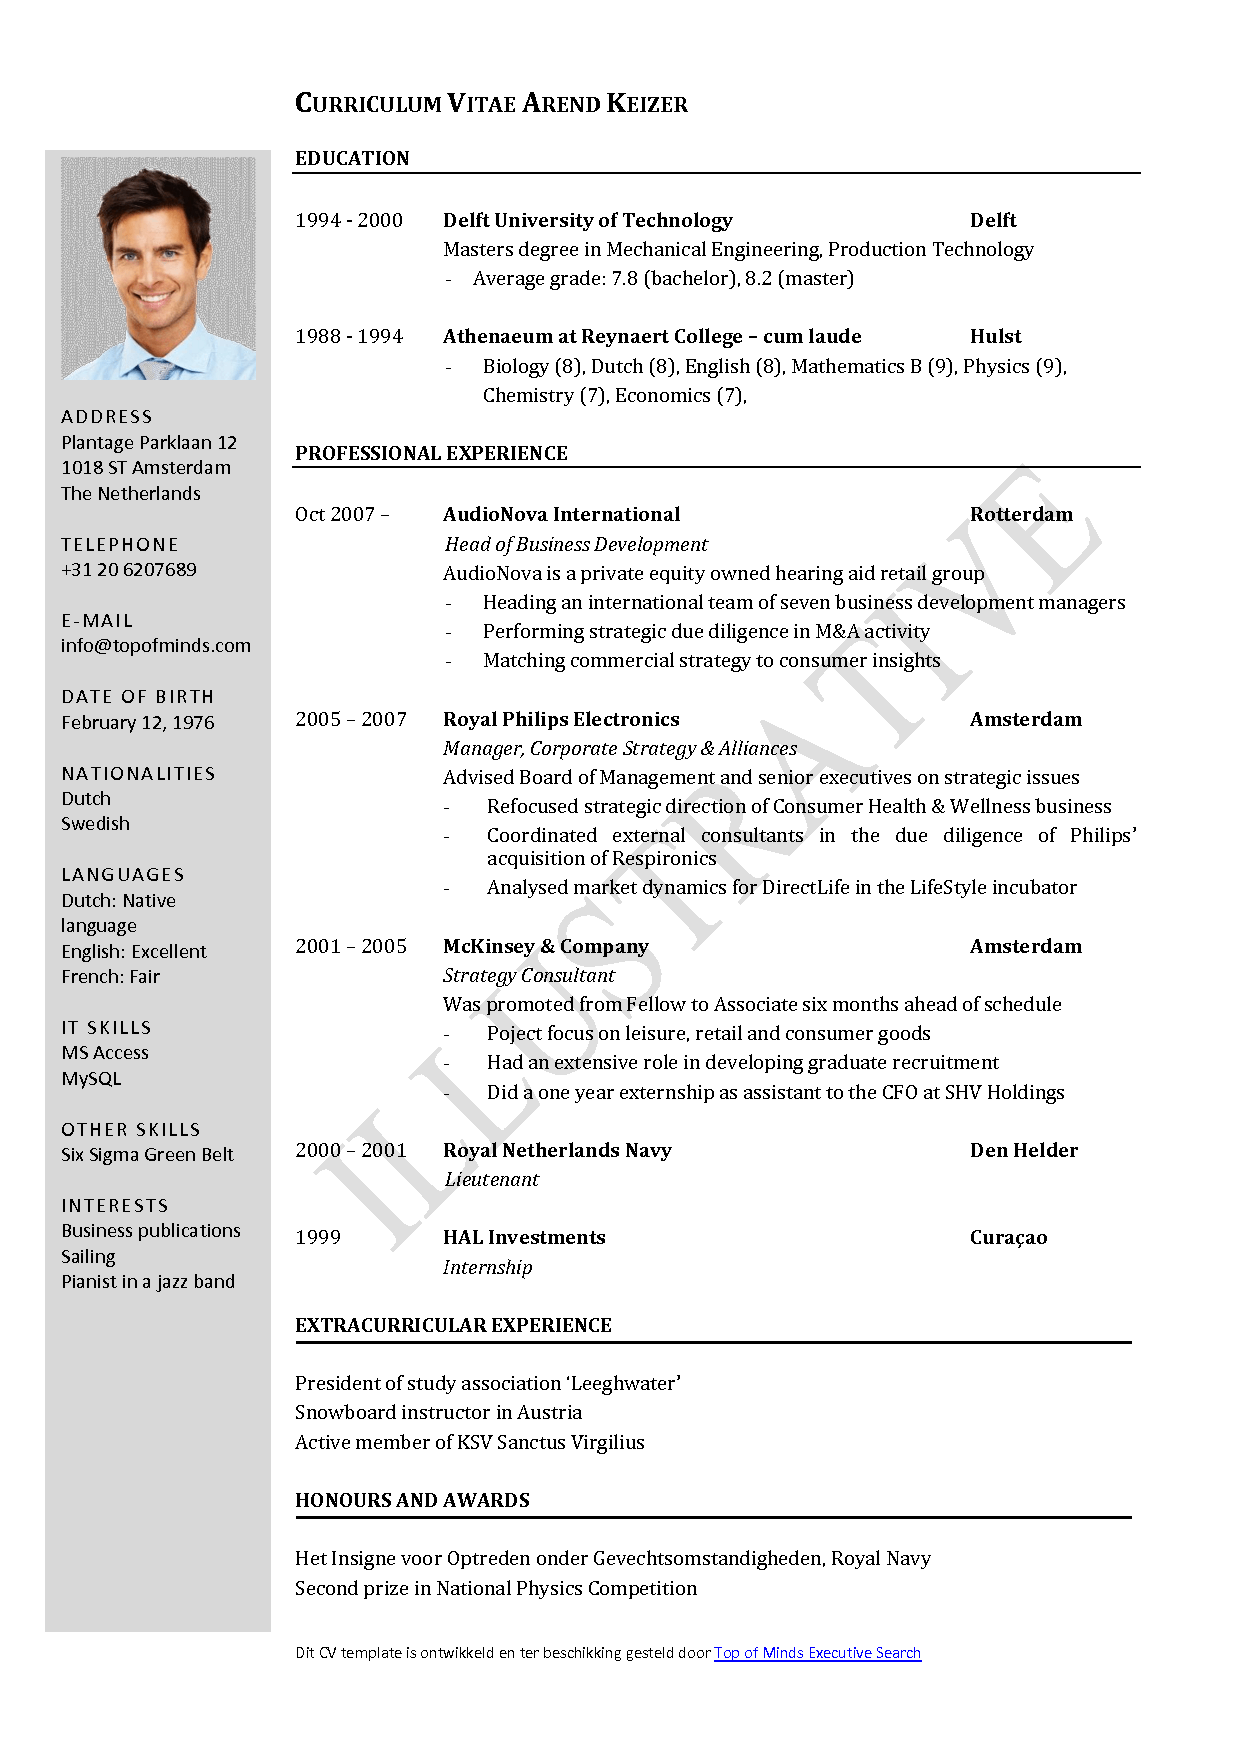 CURRICULUM VITAE AREND KEIZER
ADDRESS
Plantage Parklaan 12
1018 ST Amsterdam
The Netherlands
TELEPHONE
+31 20 6207689
E-MAIL
info@topofminds.com
DATE OF BIRTH
February 12, 1976
NATIONALITIES
Dutch
Swedish
LANGUAGES
Dutch: Native
language
English: Excellent
French: Fair
IT SKILLS
MS Access
MySQL
OTHER SKILLS
Six Sigma Green Belt
INTERESTS
Business publications
Sailing
Pianist in a jazz band
EDUCATION
1994 - 2000 Delft University of Technology Delft
Masters degree in Mechanical Engineering, Production Technology
- Average grade: 7.8 (bachelor), 8.2 (master)
1988 - 1994 Athenaeum at Reynaert College – cum laude Hulst
- Biology (8), Dutch (8), English (8), Mathematics B (9), Physics (9),
Chemistry (7), Economics (7),
PROFESSIONAL EXPERIENCE
Oct 2007 – AudioNova International Rotterdam
Head of Business Development
AudioNova is a private equity owned hearing aid retail group
- Heading an international team of seven business development managers
- Performing strategic due diligence in M&A activity
- Matching commercial strategy to consumer insights
2005 – 2007 Royal Philips Electronics Amsterdam
Manager, Corporate Strategy & Alliances
Advised Board of Management and senior executives on strategic issues
- Refocused strategic direction of Consumer Health & Wellness business
- Coordinated external consultants in the due diligence of Philips’
acquisition of Respironics
- Analysed market dynamics for DirectLife in the LifeStyle incubator
2001 – 2005 McKinsey & Company Amsterdam
Strategy Consultant
Was promoted from Fellow to Associate six months ahead of schedule
- Poject focus on leisure, retail and consumer goods
- Had an extensive role in developing graduate recruitment
- Did a one year externship as assistant to the CFO at SHV Holdings
2000 – 2001 Royal Netherlands Navy Den Helder
Lieutenant
1999 HAL Investments Curaçao
Internship
EXTRACURRICULAR EXPERIENCE
President of study association ‘Leeghwater’
Snowboard instructor in Austria
Active member of KSV Sanctus Virgilius
HONOURS AND AWARDS
Het Insigne voor Optreden onder Gevechtsomstandigheden, Royal Navy
Second prize in National Physics Competition
Dit CV template is ontwikkeld en ter beschikking gesteld door Top of Minds Executive Search
ILLUSTRATIVE